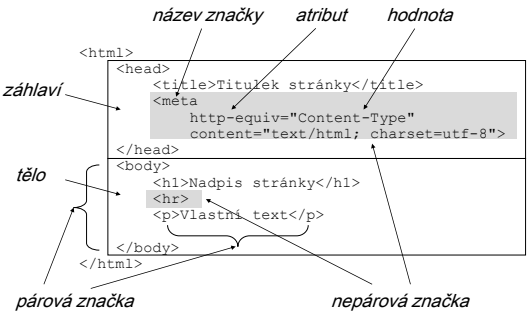 název značky atribut hodnota
<html>
<head>
<title>Titulek stránky</title>
záhlaví
<meta
http-equiv="Content-Type"
content="text/html; charset=utf-8">
</head>
<body>
tělo
<h1>Nadpis stránky</h1>
<hr>
<p>Vlastní text</p>
</body>
</html>
párová značka nepárová značka